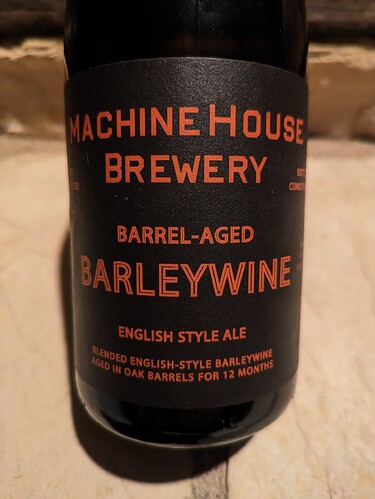 MACHINE HOUSE
BREWERY
BARREL-AGED
BARLEYWINE
ENGLISH STYLE ALE
BLENDED ENGLISH-STYLE BARLEYWINE
AGED IN OAK BARRELS FOR 12 MONTHS